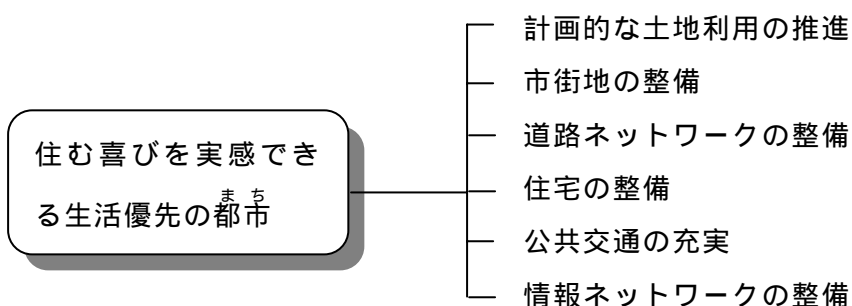 住む喜びを実感でき
る生活優先の都市
まち
計画的な土地利用の推進
市街地の整備
道路ネットワークの整備
住宅の整備
公共交通の充実
情報ネットワークの整備